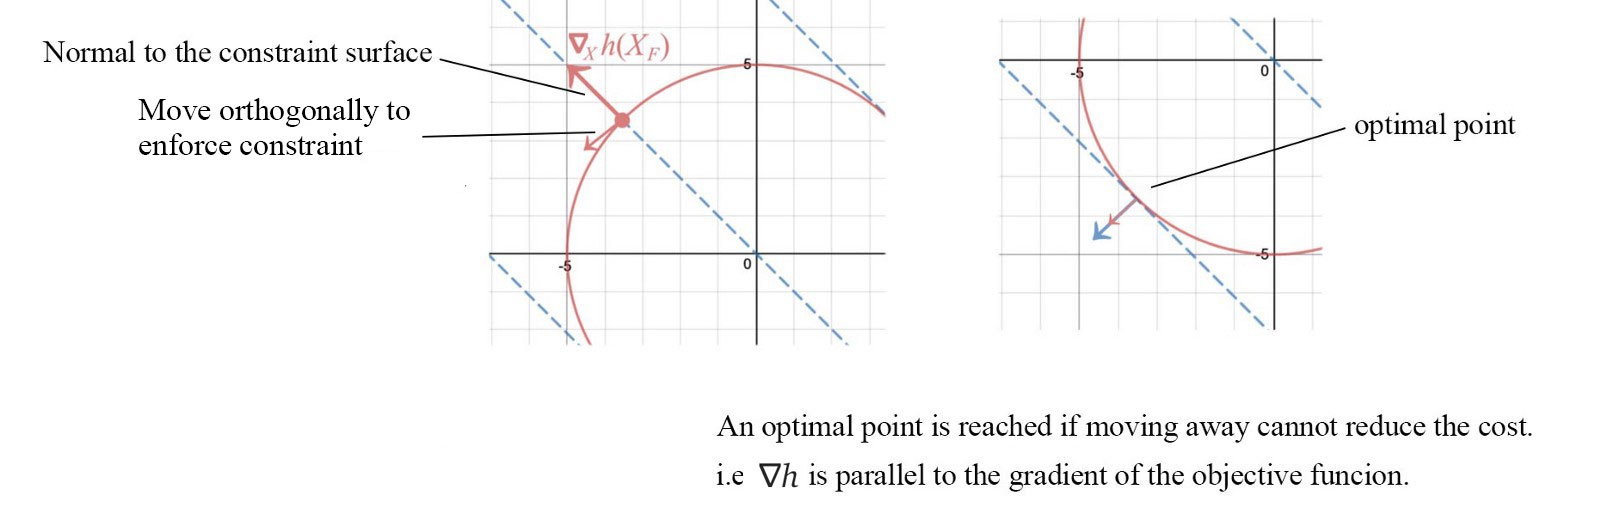 Normal to the constraint surface
Move orthogonally to
enforce constraint
∇ₓh(X_F)
5
-5
0
-5
0
-5
optimal point
An optimal point is reached if moving away cannot reduce the cost.
i.e ∇h is parallel to the gradient of the objective funcion.